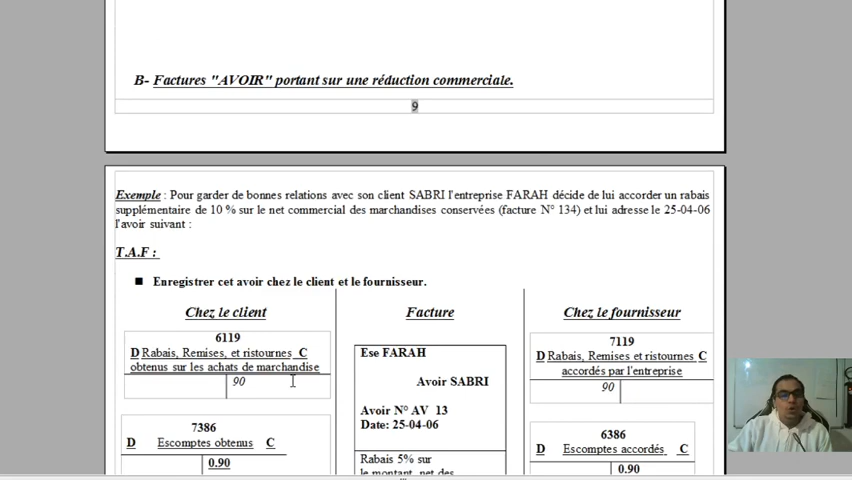 B- Factures "AVOIR" portant sur une réduction commerciale.
9
Exemple : Pour garder de bonnes relations avec son client SABRI l'entreprise FARAH décide de lui accorder un rabais
supplémentaire de 10 % sur le net commercial des marchandises conservées (facture N° 134) et lui adresse le 25-04-06
l'avoir suivant :
T.A.F :
■ Enregistrer cet avoir chez le client et le fournisseur.
Chez le client
6119
D Rabais, Remises, et ristournes C
obtenus sur les achats de marchandise
90
7386
D Escomptes obtenus C
0.90
Facture
Ese FARAH
Avoir SABRI
Avoir N° AV 13
Date: 25-04-06
Rabais 5% sur
le montant net des
Chez le fournisseur
7119
D Rabais, Remises et ristournes C
accordés par l'entreprise
90
6386
D Escomptes accordés C
0.90